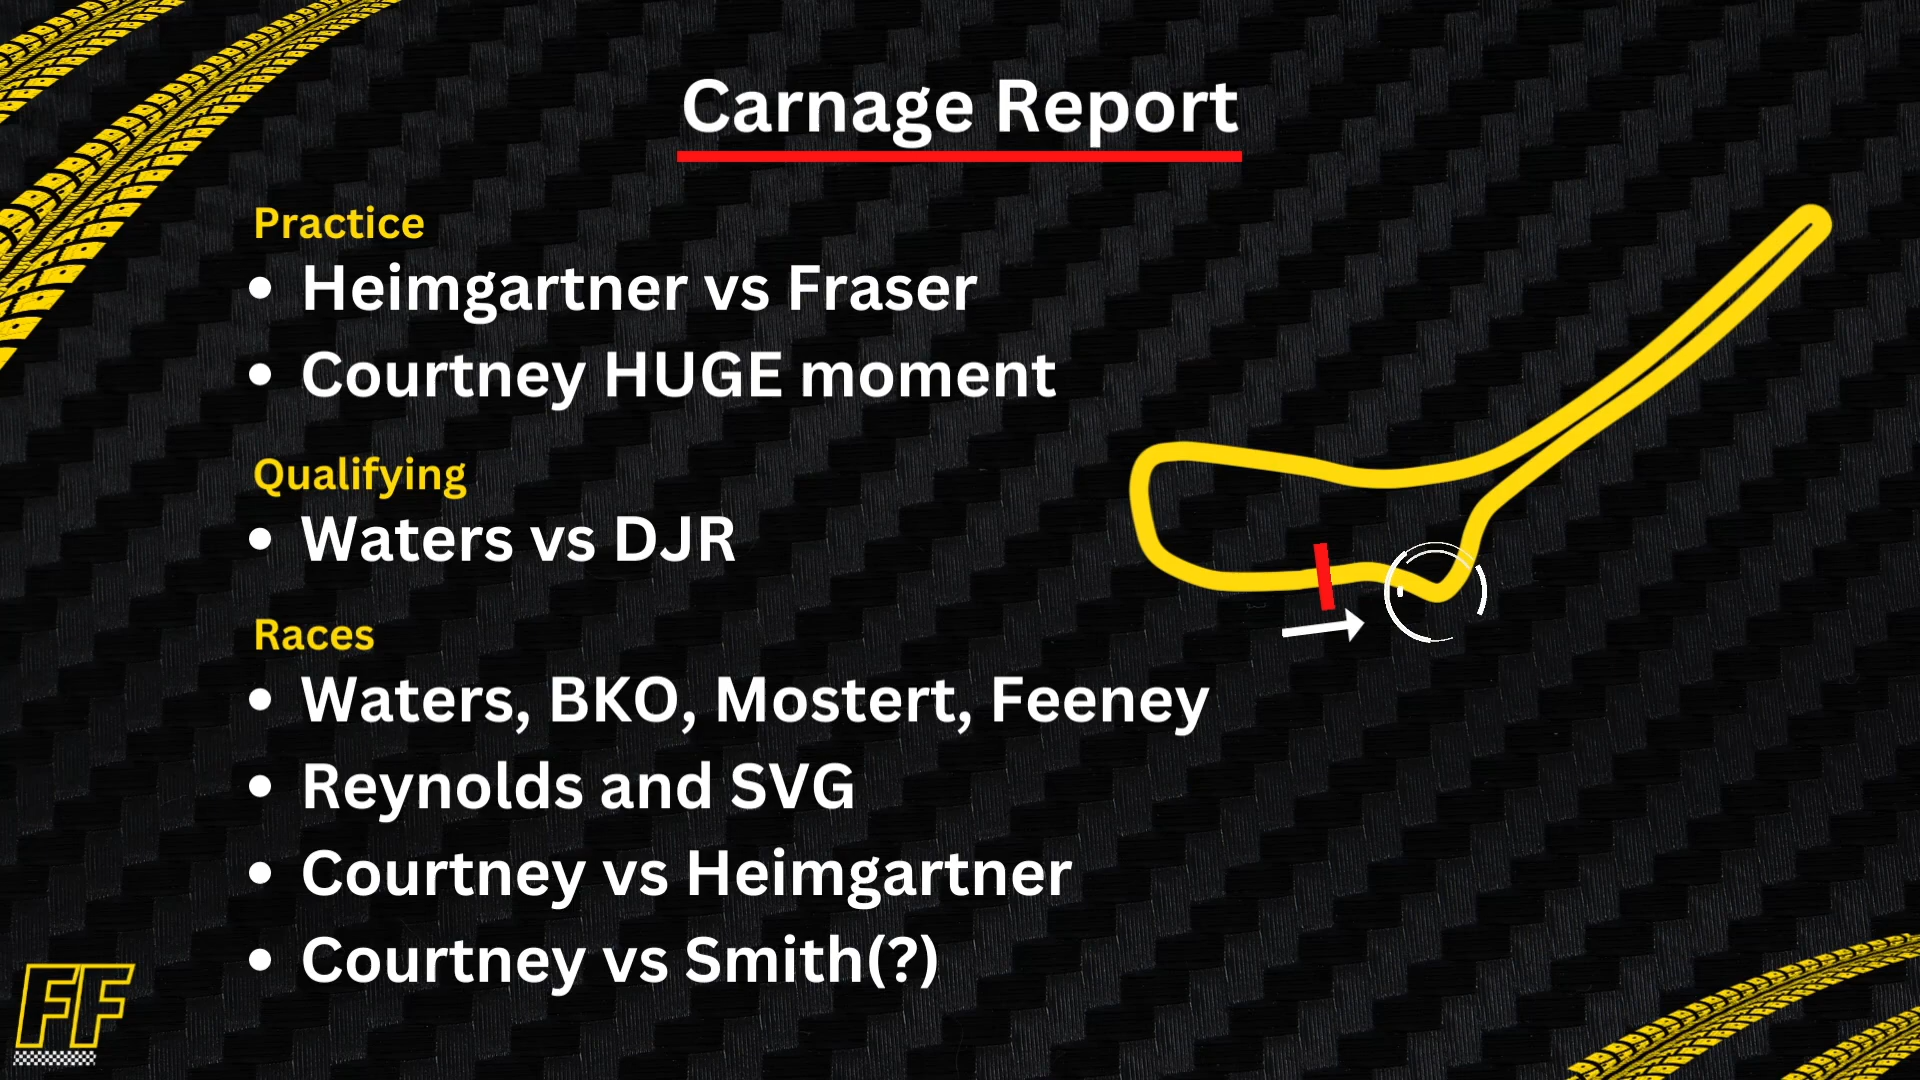 Carnage Report
Practice
• Heimgartner vs Fraser
• Courtney HUGE moment
Qualifying
• Waters vs DJR
Races
• Waters, BKO, Mostert, Feeney
• Reynolds and SVG
• Courtney vs Heimgartner
• Courtney vs Smith(?)
FF